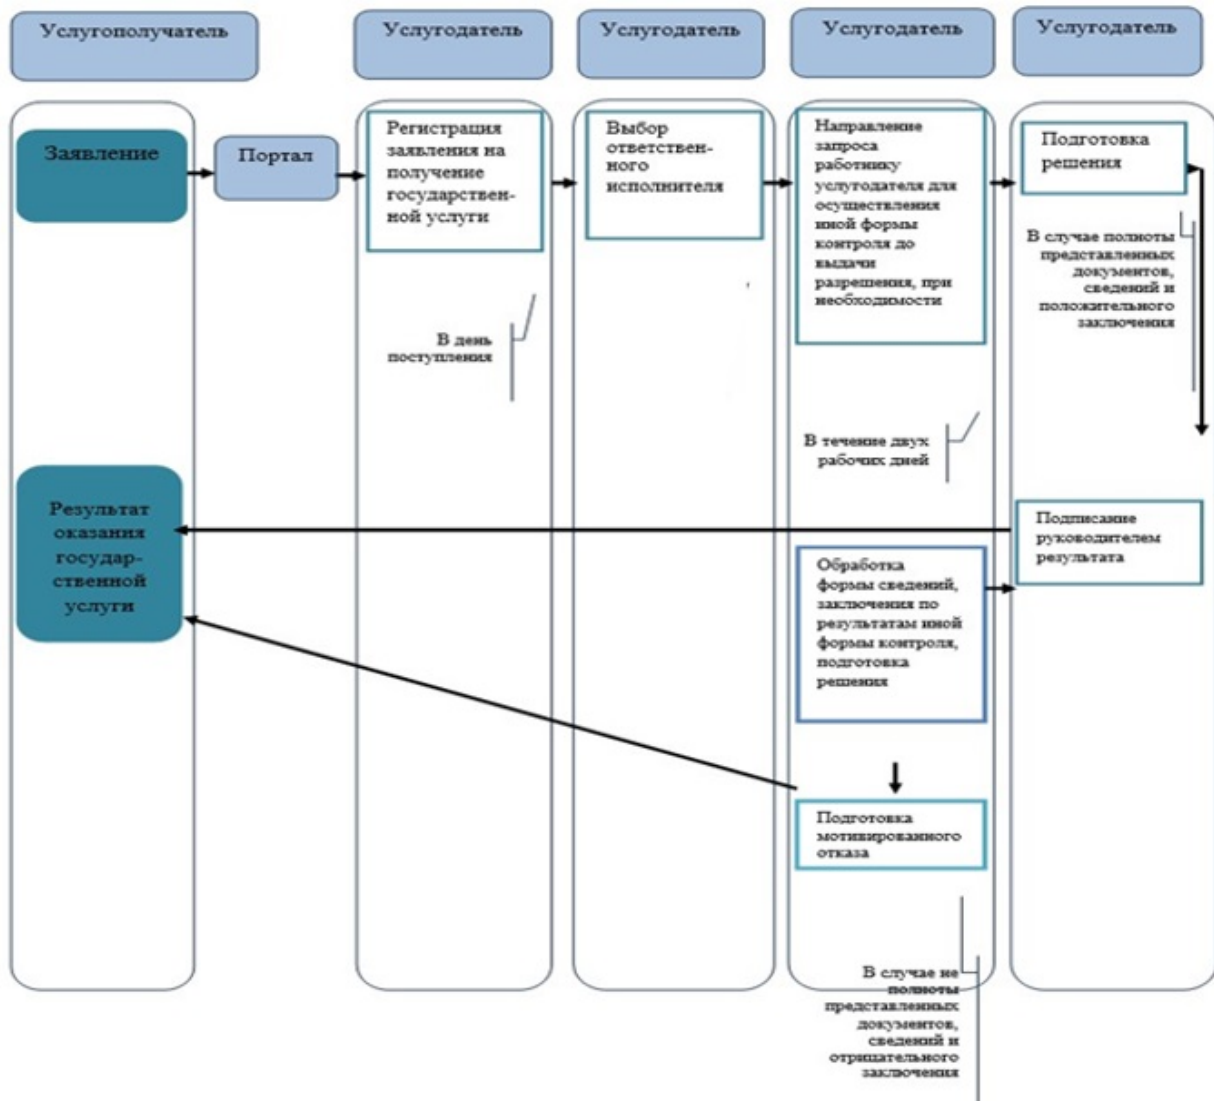 Услугополучатель
Услугодатель
Услугодатель
Услугодатель
Услугодатель
Заявление
Портал
Регистрация
заявления на
получение
государствен-
ной услуги
Выбор
ответствен-
ного
исполнителя
Направление
запроса
работнику
услугодателя для
осуществления
иной формы
контроля до
выдачи
разрешения, при
необходимости
Подготовка
решения
В случае полноты
представленных
документов,
сведений и
положительного
заключения
В день
поступления
В течение двух
рабочих дней
Результат
оказания
государ-
ственной
услуги
Подписание
руководителем
результата
Обработка
формы сведений,
заключения по
результатам иной
формы контроля,
подготовка
решения
Подготовка
мотивированного
отказа
В случае не
полноты
представленных
документов,
сведений и
отрицательного
заключения